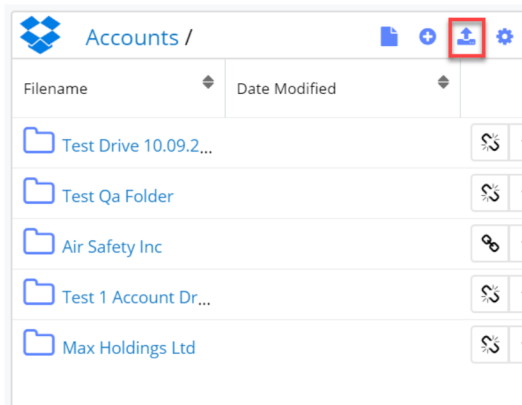 Accounts /
Filename Date Modified
Test Drive 10.09.2...
Test Qa Folder
Air Safety Inc
Test 1 Account Dr...
Max Holdings Ltd